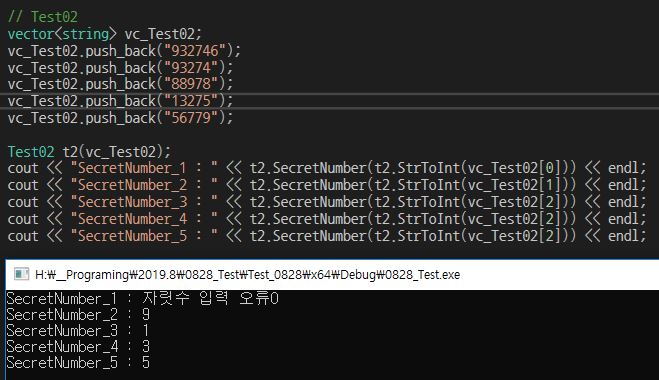 // Test02
vector<string> vc_Test02;
vc_Test02.push_back("932746");
vc_Test02.push_back("93274");
vc_Test02.push_back("88978");
vc_Test02.push_back("13275");
vc_Test02.push_back("56779");
Test02 t2(vc_Test02);
cout << "SecretNumber_1 : " << t2.SecretNumber(t2.StrToInt(vc_Test02[0])) << endl;
cout << "SecretNumber_2 : " << t2.SecretNumber(t2.StrToInt(vc_Test02[1])) << endl;
cout << "SecretNumber_3 : " << t2.SecretNumber(t2.StrToInt(vc_Test02[2])) << endl;
cout << "SecretNumber_4 : " << t2.SecretNumber(t2.StrToInt(vc_Test02[2])) << endl;
cout << "SecretNumber_5 : " << t2.SecretNumber(t2.StrToInt(vc_Test02[2])) << endl;
H:₩__Programing₩2019.8₩0828_Test₩Test_0828₩x64₩Debug₩0828_Test.exe
SecretNumber_1 : 자릿수 입력 오류0
SecretNumber_2 : 9
SecretNumber_3 : 1
SecretNumber_4 : 3
SecretNumber_5 : 5